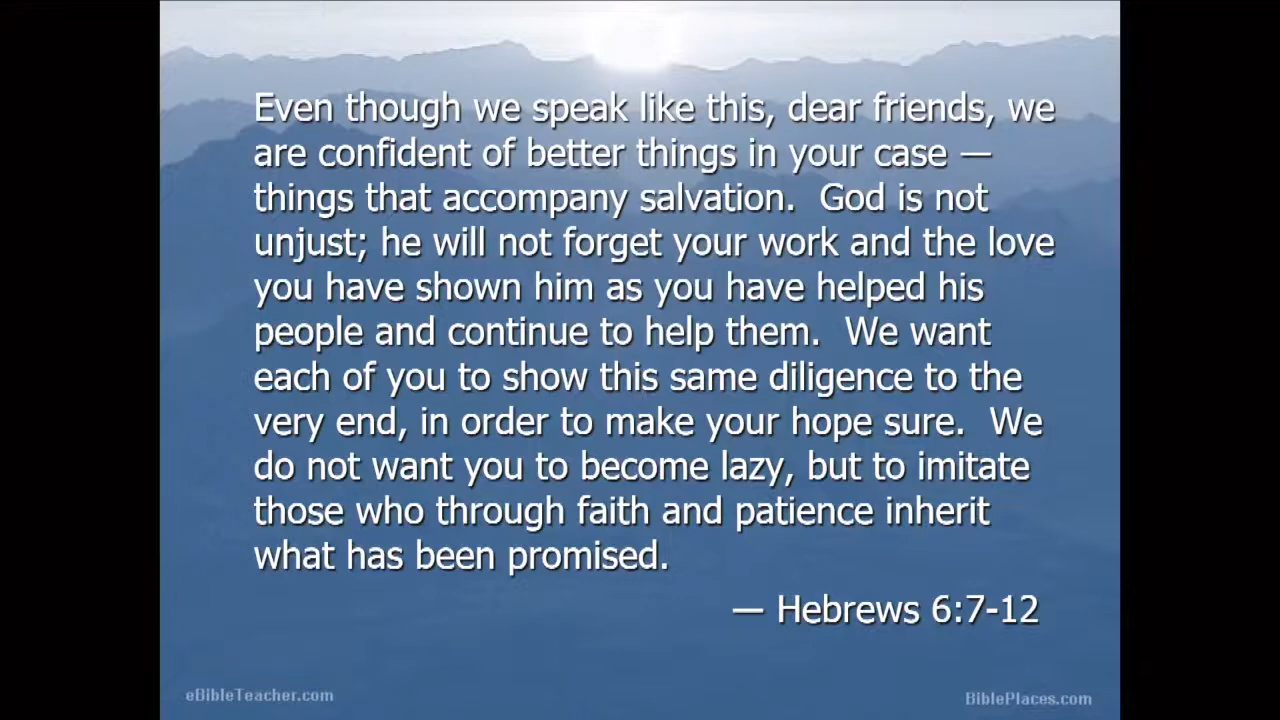 Even though we speak like this, dear friends, we
are confident of better things in your case —
things that accompany salvation.  God is not
unjust; he will not forget your work and the love
you have shown him as you have helped his
people and continue to help them.  We want
each of you to show this same diligence to the
very end, in order to make your hope sure.  We
do not want you to become lazy, but to imitate
those who through faith and patience inherit
what has been promised.
— Hebrews 6:7-12
eBibleTeacher.com
BiblePlaces.com